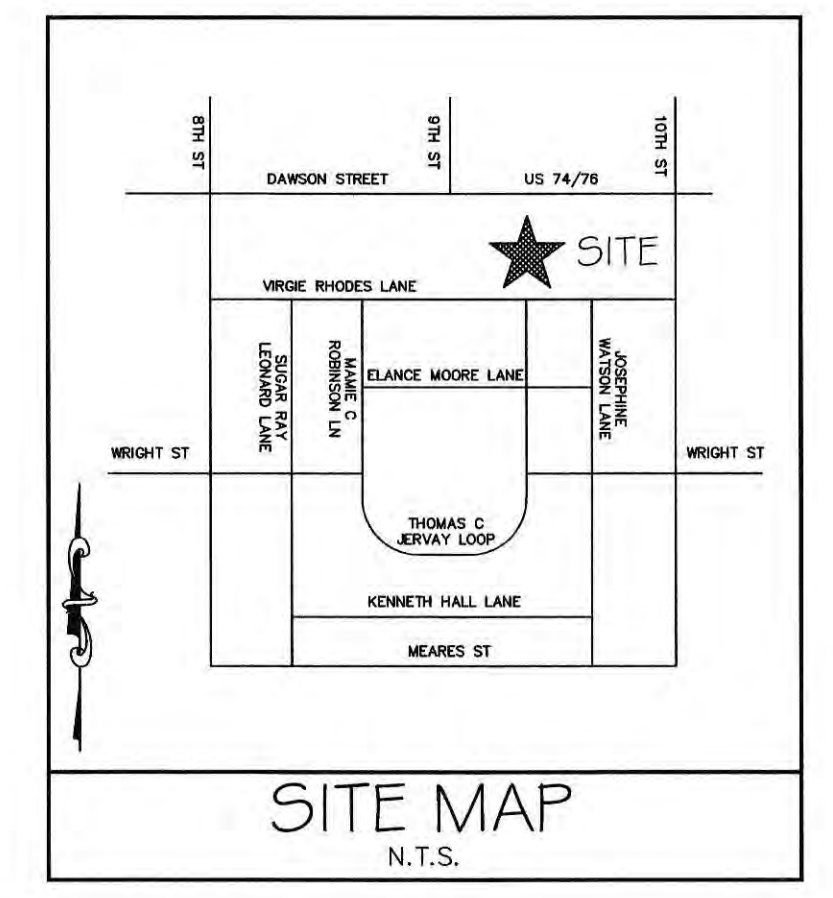 8TH ST
9TH ST
10TH ST
DAWSON STREET
US 74/76
SITE
VIRGIE RHODES LANE
SUGAR RAY
LEONARD LANE
MAMIE C
ROBINSON LN
ELANCE MOORE LANE
JOSEPHINE
WATSON LANE
WRIGHT ST
WRIGHT ST
THOMAS C
JERVAY LOOP
KENNETH HALL LANE
MEARES ST
SITE MAP
N.T.S.